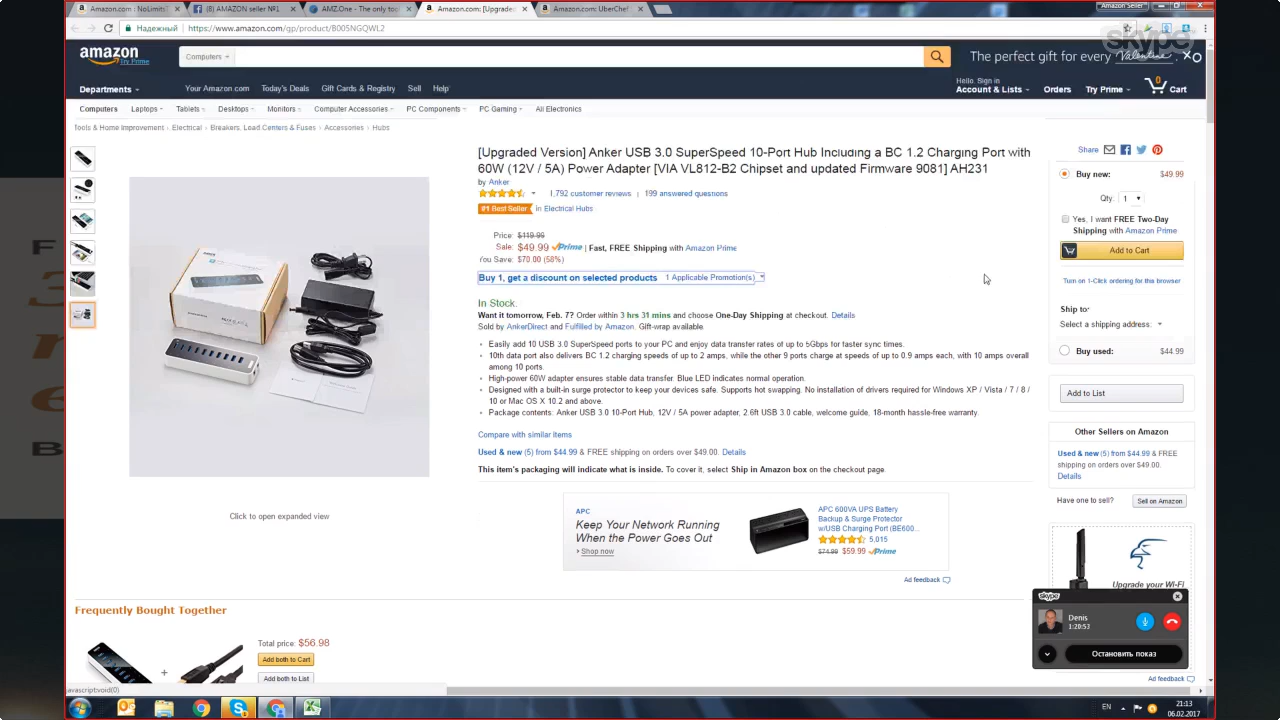 Amazon.com : NoLimits
(8) AMAZON seller №1
AMZ.One - The only tool
Amazon.com: [Upgraded
Amazon.com: UberChef
Amazon Seller
Надежный
https://www.amazon.com/gp/product/B005NGQWL2
skype
amazon
Try Prime
Computers
The perfect gift for every Valentine.
Departments
Your Amazon.com
Today's Deals
Gift Cards & Registry
Sell
Help
Hello. Sign in
Account & Lists
Orders
Try Prime
0
Cart
Computers
Laptops
Tablets
Desktops
Monitors
Computer Accessories
PC Components
PC Gaming
All Electronics
Tools & Home Improvement › Electrical › Breakers, Load Centers & Fuses › Accessories › Hubs
[Upgraded Version] Anker USB 3.0 SuperSpeed 10-Port Hub Including a BC 1.2 Charging Port with
60W (12V / 5A) Power Adapter [VIA VL812-B2 Chipset and updated Firmware 9081] AH231
by Anker
1,792 customer reviews | 199 answered questions
#1 Best Seller in Electrical Hubs
Price: $119.99
Sale: $49.99 Prime | Fast, FREE Shipping with Amazon Prime
You Save: $70.00 (58%)
Buy 1, get a discount on selected products 1 Applicable Promotion(s)
In Stock.
Want it tomorrow, Feb. 7? Order within 3 hrs 31 mins and choose One-Day Shipping at checkout. Details
Sold by AnkerDirect and Fulfilled by Amazon. Gift-wrap available.
Easily add 10 USB 3.0 SuperSpeed ports to your PC and enjoy data transfer rates of up to 5Gbps for faster sync times.
10th data port also delivers BC 1.2 charging speeds of up to 2 amps, while the other 9 ports charge at speeds of up to 0.9 amps each, with 10 amps overall
among 10 ports.
High-power 60W adapter ensures stable data transfer. Blue LED indicates normal operation.
Designed with a built-in surge protector to keep your devices safe. Supports hot swapping. No installation of drivers required for Windows XP / Vista / 7 / 8 /
10 or Mac OS X 10.2 and above.
Package contents: Anker USB 3.0 10-Port Hub, 12V / 5A power adapter, 2.6ft USB 3.0 cable, welcome guide, 18-month hassle-free warranty.
Compare with similar items
Used & new (5) from $44.99 & FREE shipping on orders over $49.00. Details
This item's packaging will indicate what is inside. To cover it, select Ship in Amazon box on the checkout page.
Click to open expanded view
Share
Buy new: $49.99
Qty: 1
Yes, I want FREE Two-Day
Shipping with Amazon Prime
Add to Cart
Turn on 1-Click ordering for this browser
Ship to:
Select a shipping address:
Buy used: $44.99
Add to List
Other Sellers on Amazon
Used & new (5) from $44.99 & FREE
shipping on orders over $49.00.
Details
Have one to sell? Sell on Amazon
APC
Keep Your Network Running
When the Power Goes Out
› Shop now
APC 600VA UPS Battery
Backup & Surge Protector
w/USB Charging Port (BE600...
5,015
$74.99 $59.99 Prime
Ad feedback
Upgrade your Wi-Fi
Frequently Bought Together
Total price: $56.98
Add both to Cart
Add both to List
skype
Denis
1:20:53
Остановить показ
Ad feedback
javascript:void(0)
EN
21:13
06.02.2017